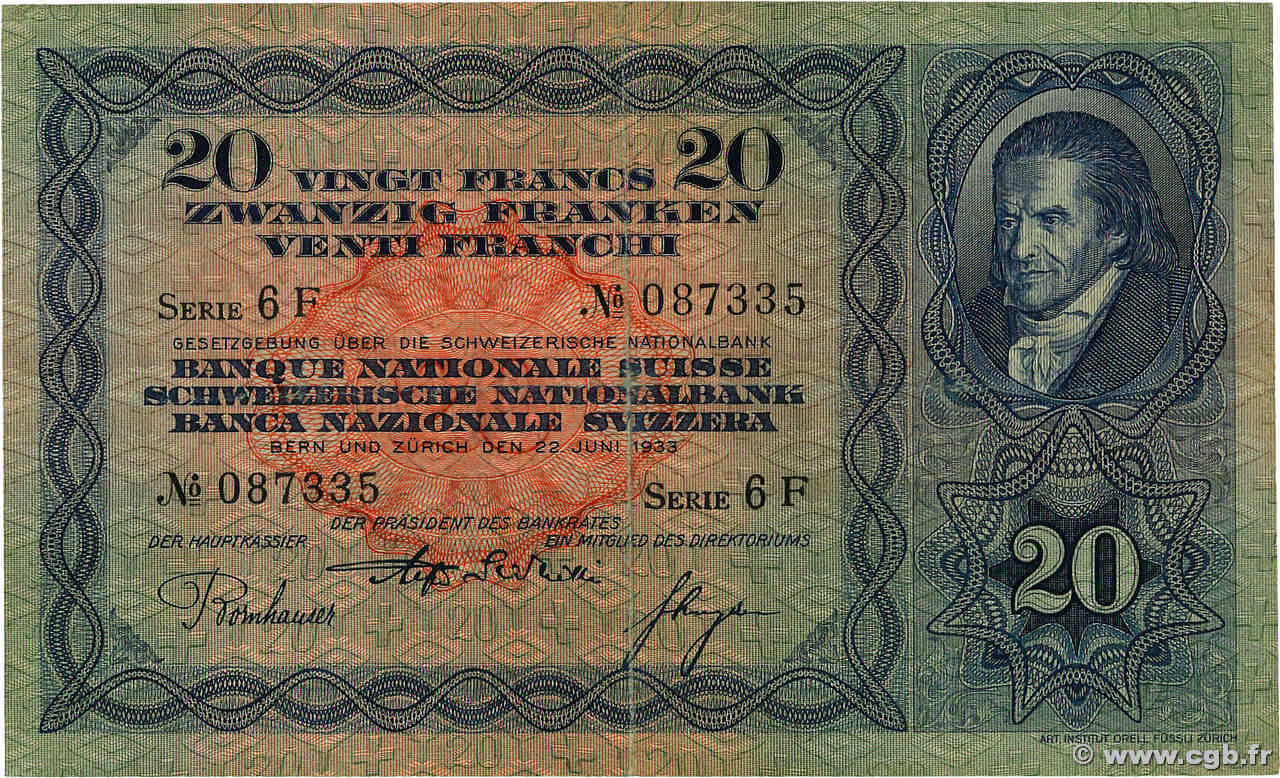 20 VINGT FRANCS 20
ZWANZIG FRANKEN
VENTI FRANCHI
SERIE 6 F № 087335
GESETZGEBUNG ÜBER DIE SCHWEIZERISCHE NATIONALBANK
BANQUE NATIONALE SUISSE
SCHWEIZERISCHE NATIONALBANK
BANCA NAZIONALE SVIZZERA
BERN UND ZÜRICH DEN 22. JUNI 1933
№ 087335 SERIE 6 F
DER PRÄSIDENT DES BANKRATES
DER HAUPTKASSIER EIN MITGLIED DES DIREKTORIUMS
Bornhauser
20
ART. INSTITUT ORELL FÜSSLI ZÜRICH
© www.cgb.fr